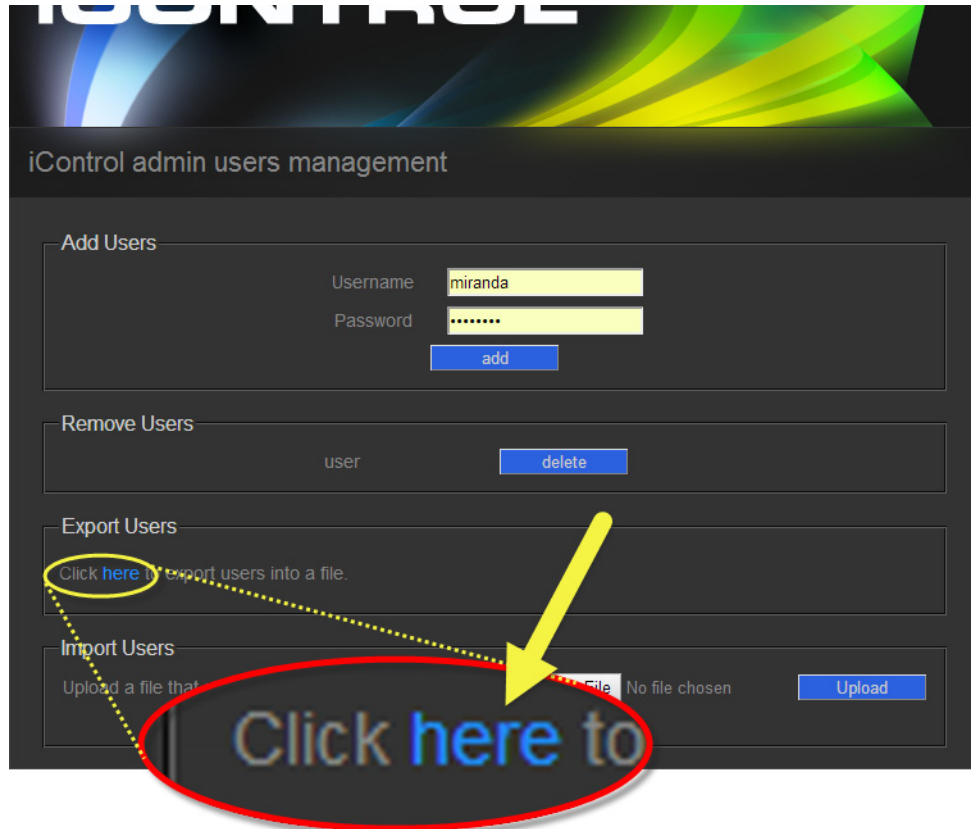 iCONTROL
iControl admin users management
Add Users
Username miranda
Password ••••••••
add
Remove Users
user delete
Export Users
Click here to export users into a file.
Import Users
Upload a file that File No file chosen Upload
Click here to